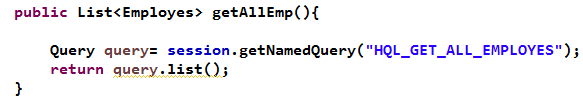 public List<Employes> getAllEmp(){
Query query= session.getNamedQuery("HQL_GET_ALL_EMPLOYES");
return query.list();
}